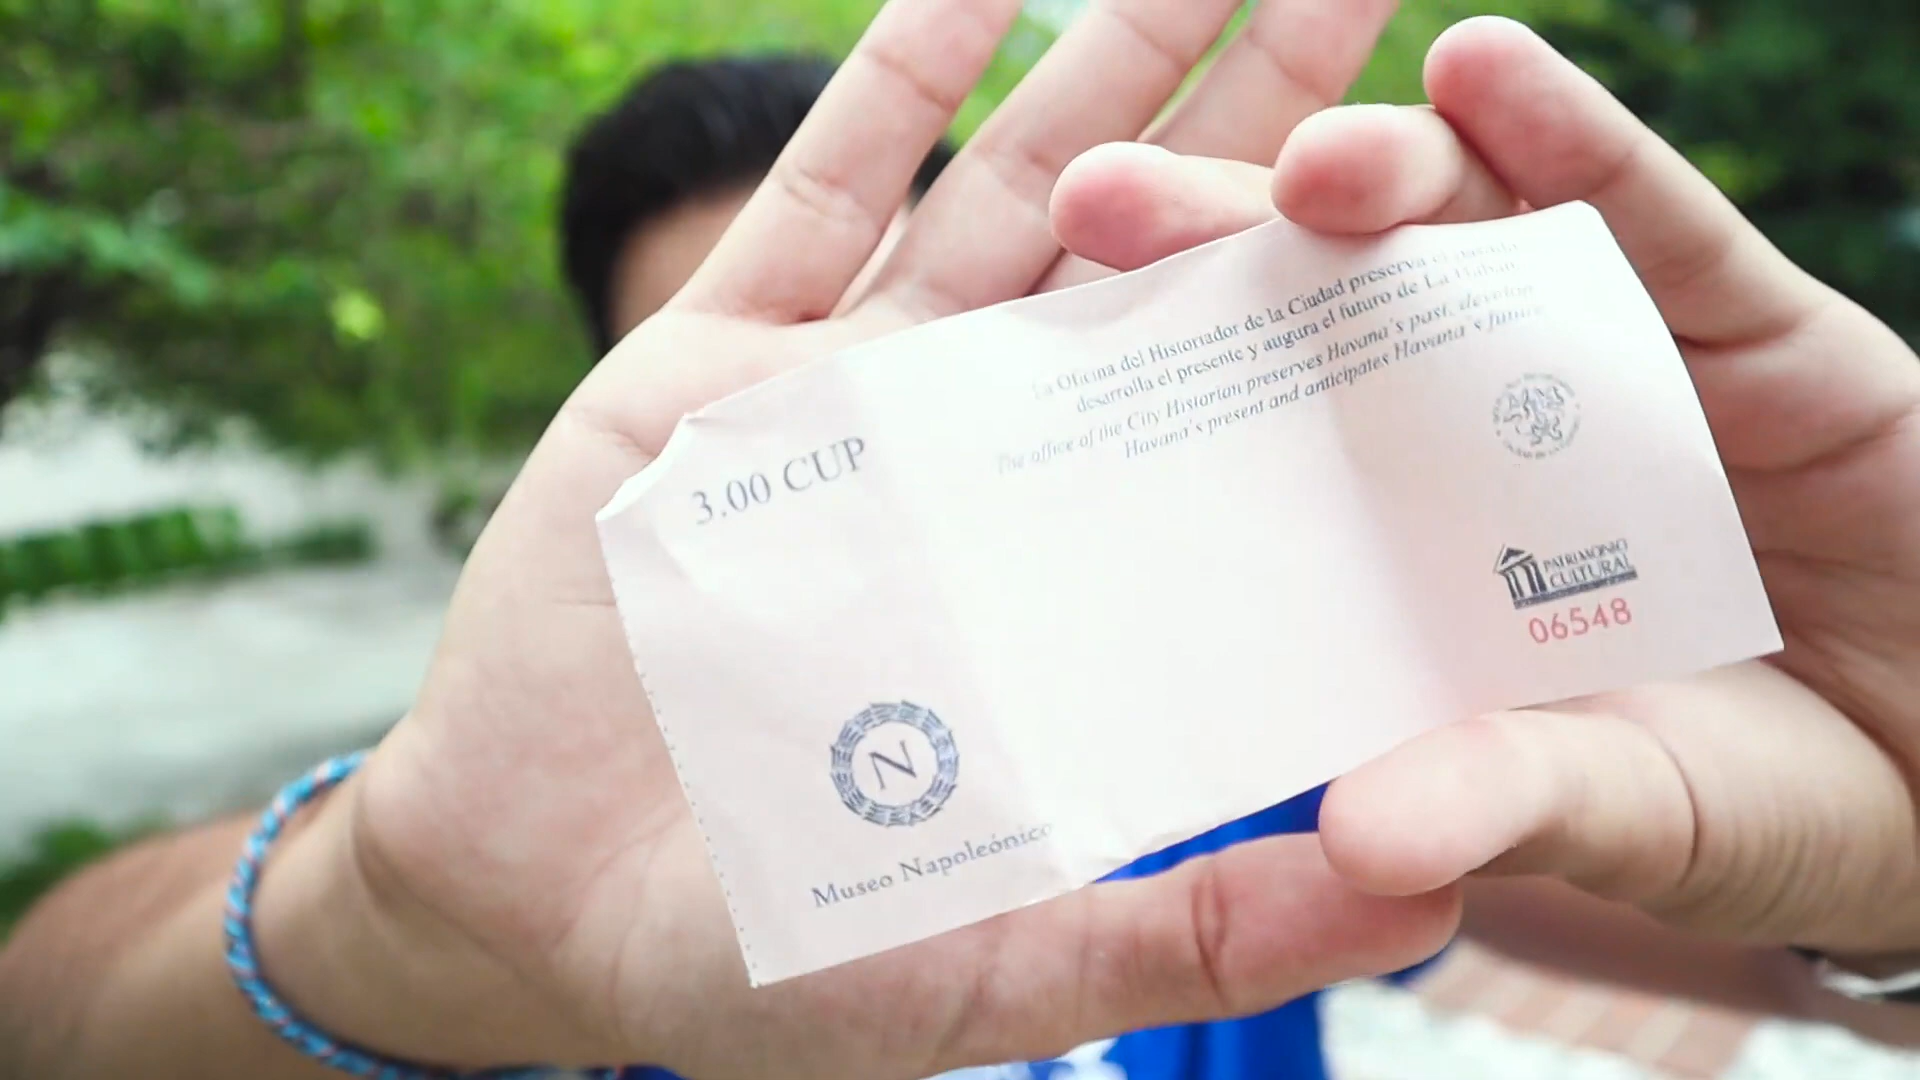 La Oficina del Historiador de la Ciudad preserva el pasado,
desarrolla el presente y augura el futuro de La Habana
The office of the City Historian preserves Havana's past, develops
Havana's present and anticipates Havana's future
3.00 CUP
PATRIMONIO
CULTURAL
06548
N
Museo Napoleónico